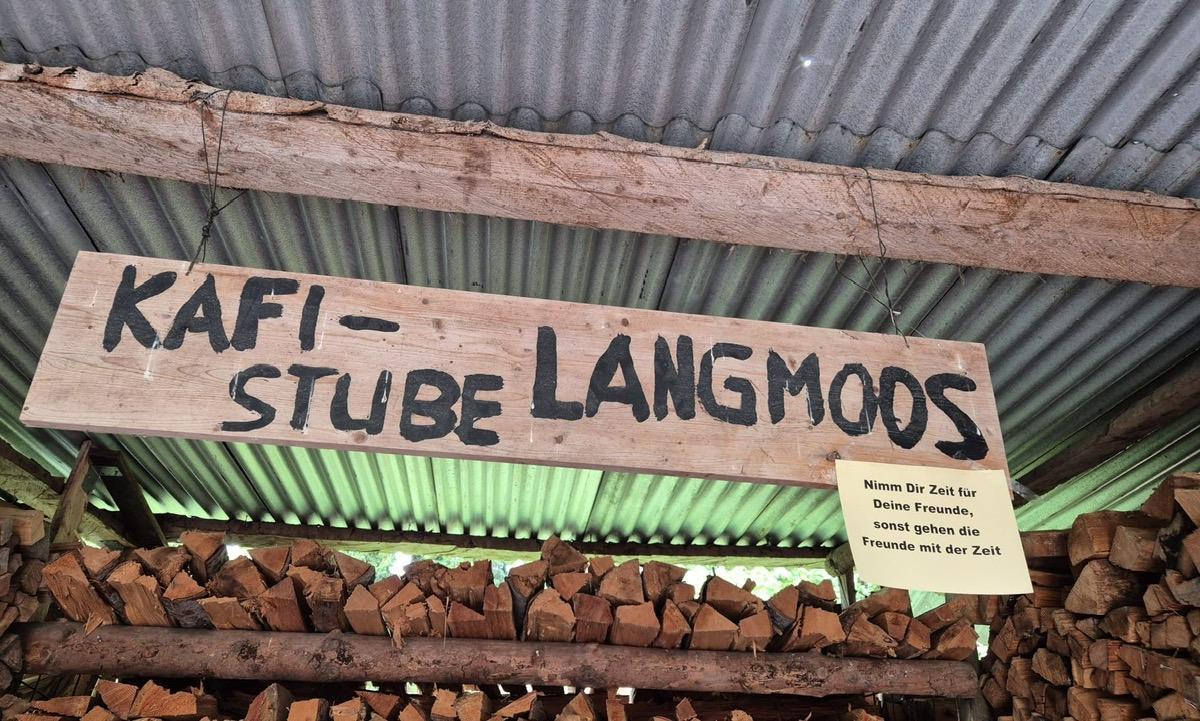 KAFI-
STUBE LANGMOOS
Nimm Dir Zeit für
Deine Freunde,
sonst gehen die
Freunde mit der Zeit